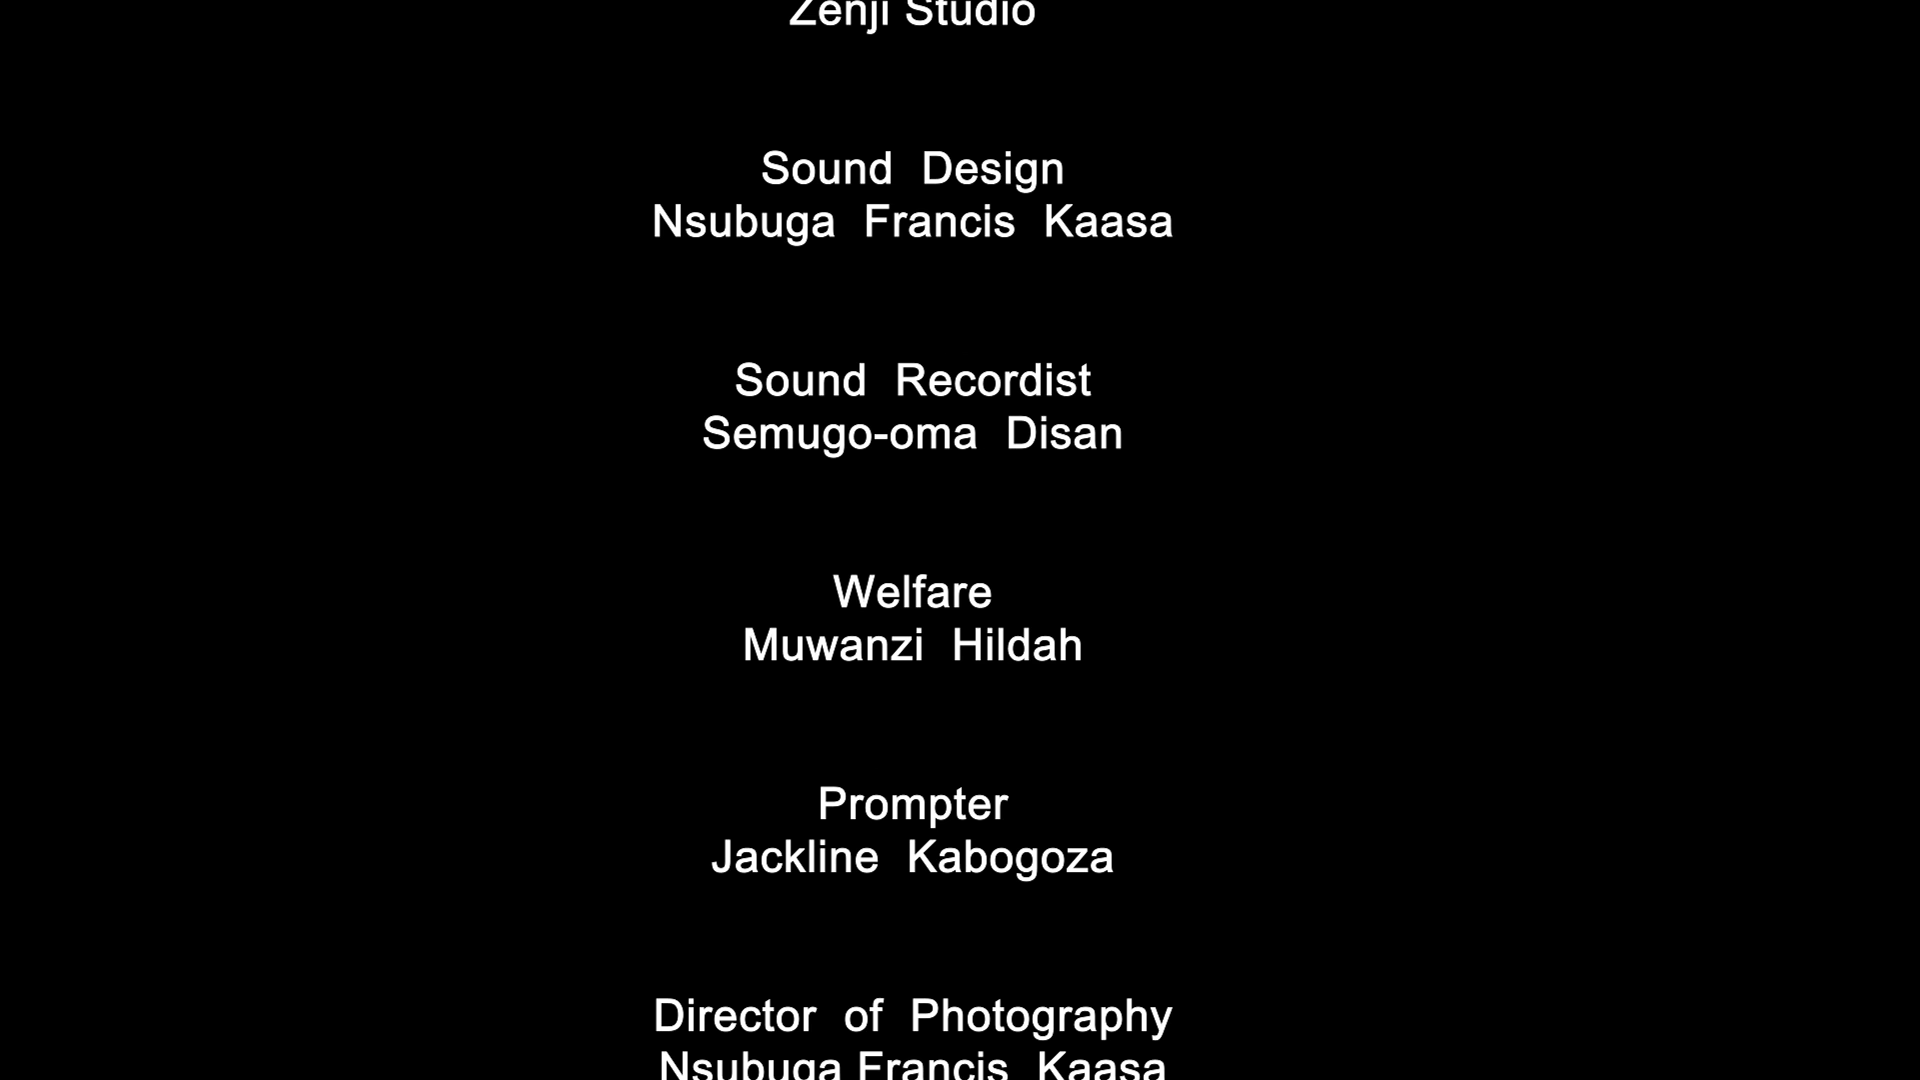 Zenji Studio
Sound Design
Nsubuga Francis Kaasa
Sound Recordist
Semugo-oma Disan
Welfare
Muwanzi Hildah
Prompter
Jackline Kabogoza
Director of Photography
Nsubuga Francis Kaasa